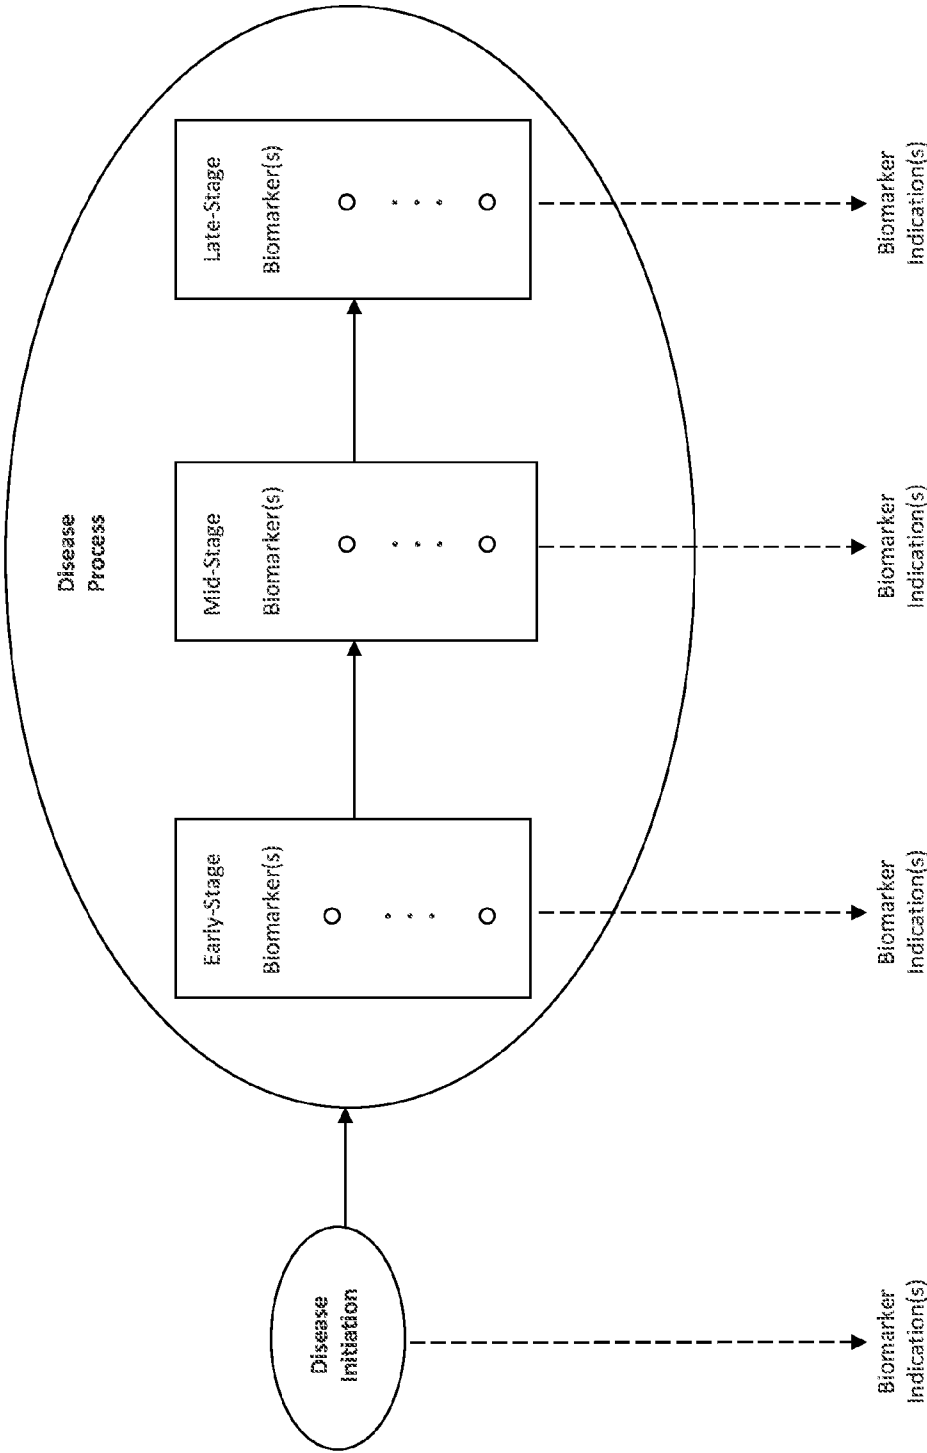 Disease
Process
Early-Stage
Biomarker(s)
Mid-Stage
Biomarker(s)
Late-Stage
Biomarker(s)
Disease
Initiation
Biomarker
Indication(s)
Biomarker
Indication(s)
Biomarker
Indication(s)
Biomarker
Indication(s)